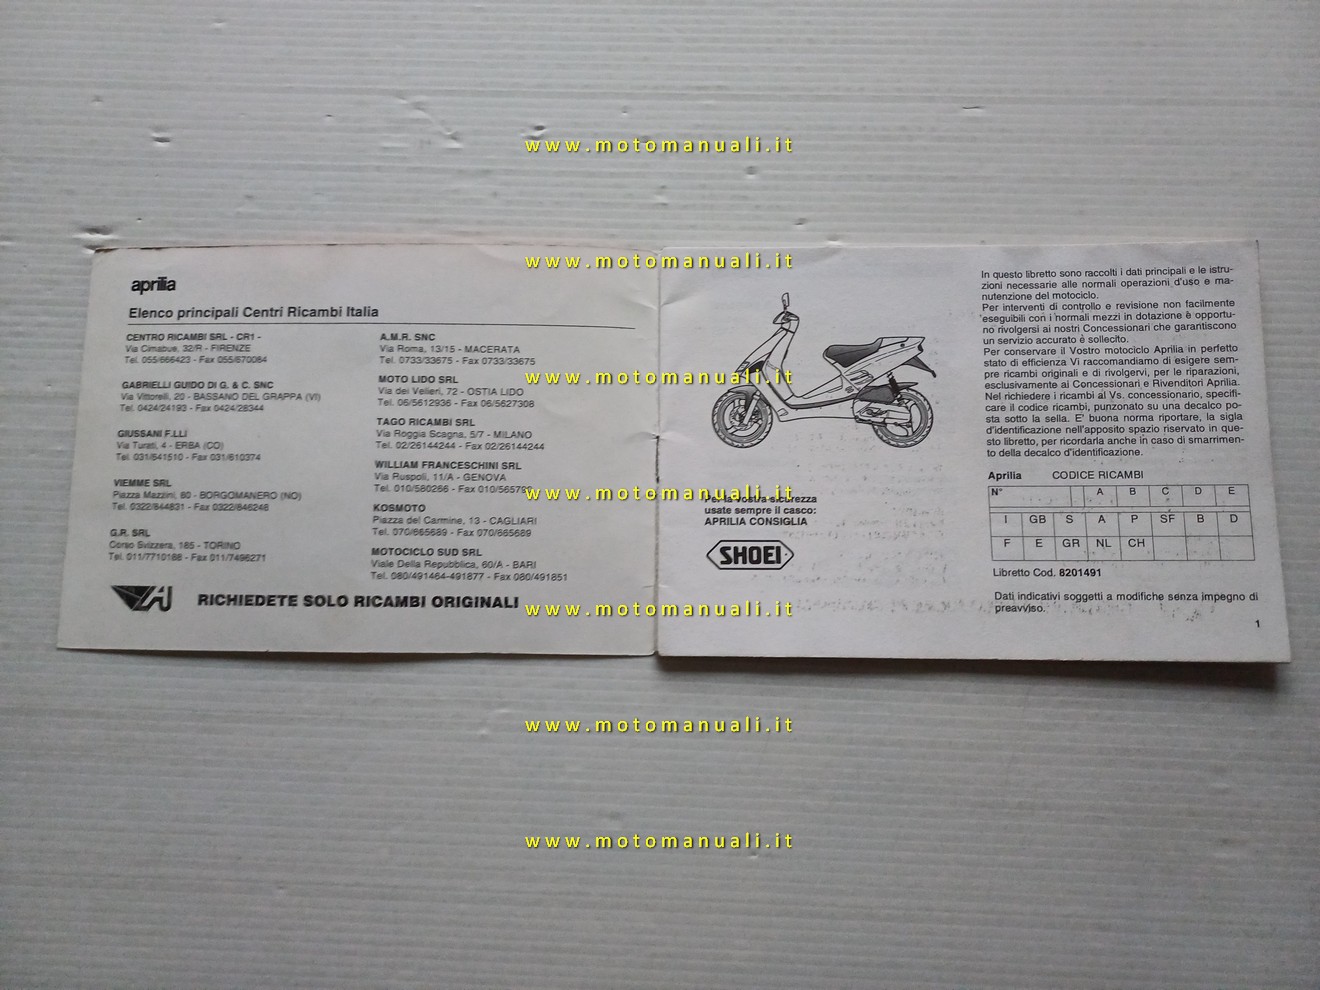 www.motomanuali.it
www.motomanuali.it
www.motomanuali.it
www.motomanuali.it
www.motomanuali.it
www.motomanuali.it
www.motomanuali.it
aprilia
Elenco principali Centri Ricambi Italia
CENTRO RICAMBI SRL - CR1 -
Via Cimabue, 32/R - FIRENZE
Tel. 055/666423 - Fax 055/670084
GABRIELLI GUIDO DI G. & C. SNC
Via Vittorelli, 20 - BASSANO DEL GRAPPA (VI)
Tel. 0424/24193 - Fax 0424/28344
GIUSSANI F.LLI
Via Turati, 4 - ERBA (CO)
Tel. 031/641510 - Fax 031/610374
VIEMME SRL
Piazza Mazzini, 60 - BORGOMANERO (NO)
Tel. 0322/844831 - Fax 0322/846248
G.R. SRL
Corso Svizzera, 185 - TORINO
Tel. 011/7710188 - Fax 011/7496271
A.M.R. SNC
Via Roma, 13/15 - MACERATA
Tel. 0733/33675 - Fax 0733/33675
MOTO LIDO SRL
Via dei Velieri, 72 - OSTIA LIDO
Tel. 06/5612936 - Fax 06/5627308
TAGO RICAMBI SRL
Via Roggia Scagna, 5/7 - MILANO
Tel. 02/26144244 - Fax 02/26144244
WILLIAM FRANCESCHINI SRL
Via Ruspoli, 11/A - GENOVA
Tel. 010/580266 - Fax
KOSMOTO
Piazza del Carmine, 13 - CAGLIARI
Tel. 070/665689 - Fax 070/665689
MOTOCICLO SUD SRL
Viale Della Repubblica, 60/A - BARI
Tel. 080/491464-491877 - Fax 080/491851
RICHIEDETE SOLO RICAMBI ORIGINALI
Per la vostra sicurezza
usate sempre il casco:
APRILIA CONSIGLIA
SHOEI
In questo libretto sono raccolti i dati principali e le istru-
zioni necessarie alle normali operazioni d'uso e ma-
nutenzione del motociclo.
Per interventi di controllo e revisione non facilmente
eseguibili con i normali mezzi in dotazione è opportu-
no rivolgersi ai nostri Concessionari che garantiscono
un servizio accurato è sollecito.
Per conservare il Vostro motociclo Aprilia in perfetto
stato di efficienza Vi raccomandiamo di esigere sem-
pre ricambi originali e di rivolgervi, per le riparazioni,
esclusivamente ai Concessionari e Rivenditori Aprilia.
Nel richiedere i ricambi al Vs. concessionario, specifi-
care il codice ricambi, punzonato su una decalco po-
sta sotto la sella. E' buona norma riportare, la sigla
d'identificazione nell'apposito spazio riservato in que-
sto libretto, per ricordarla anche in caso di smarrimen-
to della decalco d'identificazione.
Aprilia CODICE RICAMBI
N° A B C D E
I GB S A P SF B D
F E GR NL CH
Libretto Cod. 8201491
Dati indicativi soggetti a modifiche senza impegno di
preavviso.
1